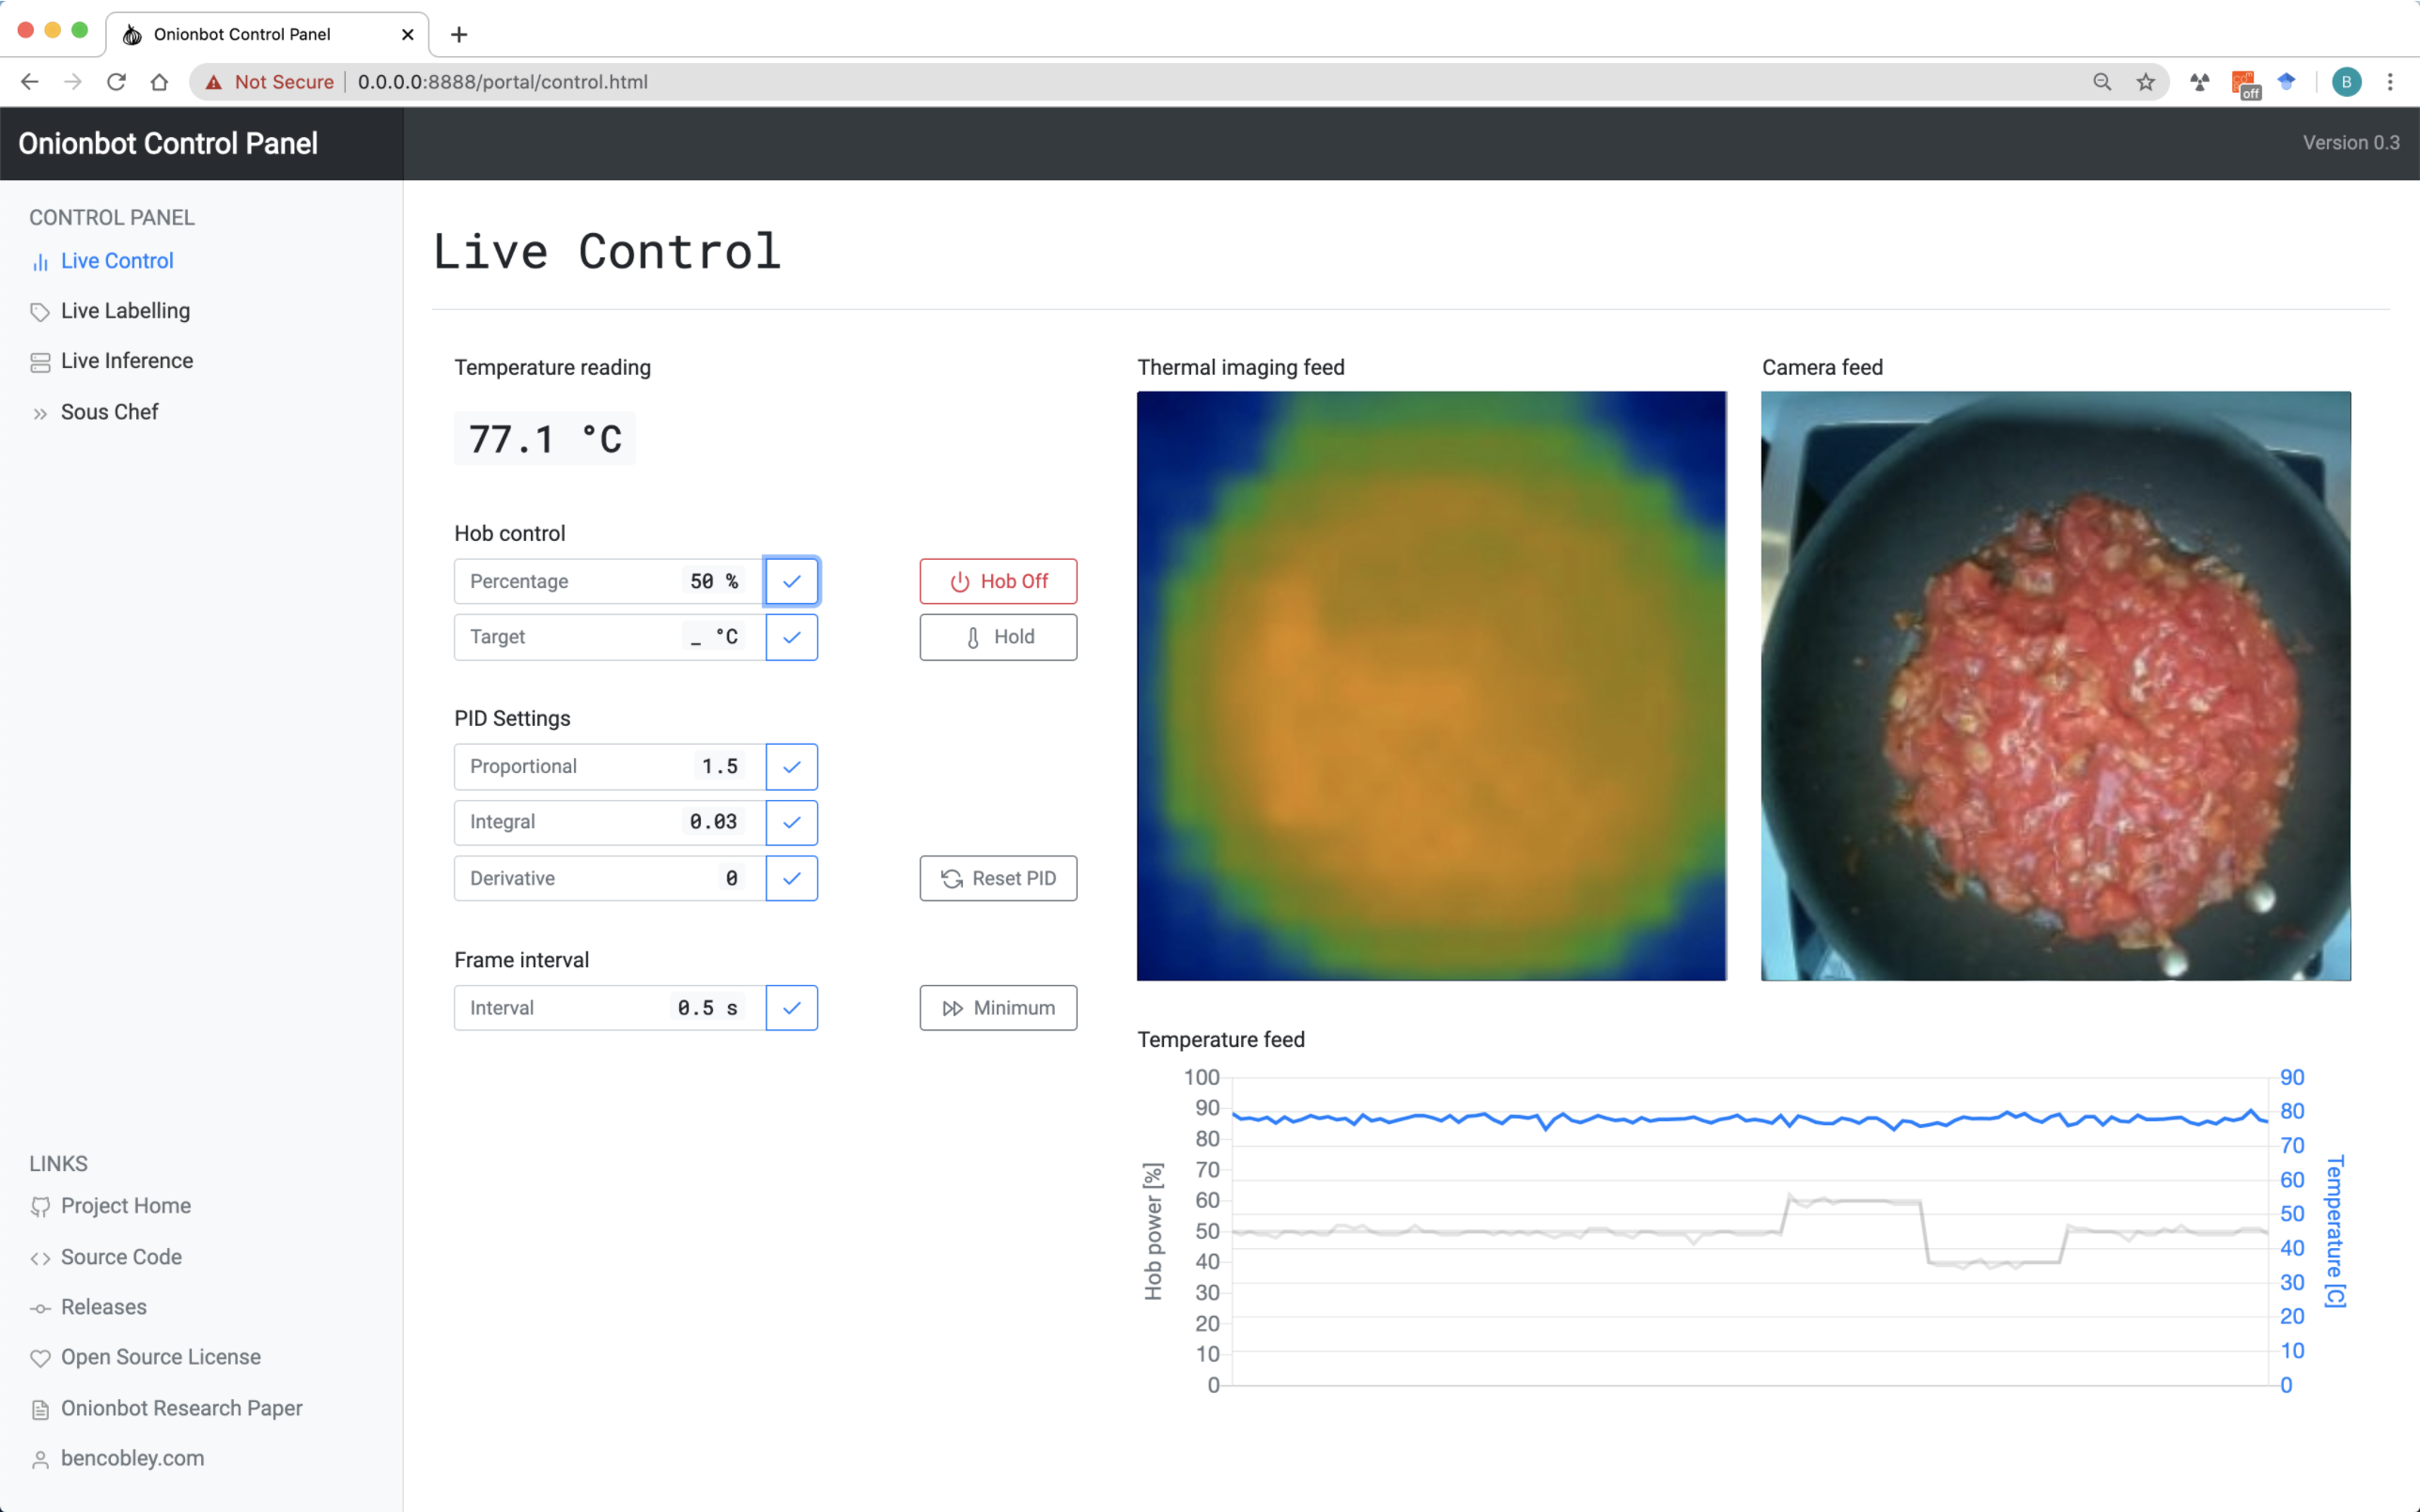 Onionbot Control Panel
Not Secure 0.0.0.0:8888/portal/control.html
off
B
Onionbot Control Panel
Version 0.3
CONTROL PANEL
Live Control
Live Labelling
Live Inference
Sous Chef
LINKS
Project Home
Source Code
Releases
Open Source License
Onionbot Research Paper
bencobley.com
Live Control
Temperature reading
77.1 °C
Hob control
Percentage 50 %
Hob Off
Target _ °C
Hold
PID Settings
Proportional 1.5
Integral 0.03
Derivative 0
Reset PID
Frame interval
Interval 0.5 s
Minimum
Thermal imaging feed
Camera feed
Temperature feed
Hob power [%]
100
90
80
70
60
50
40
30
20
10
0
90
80
70
60
50
40
30
20
10
0
Temperature [C]